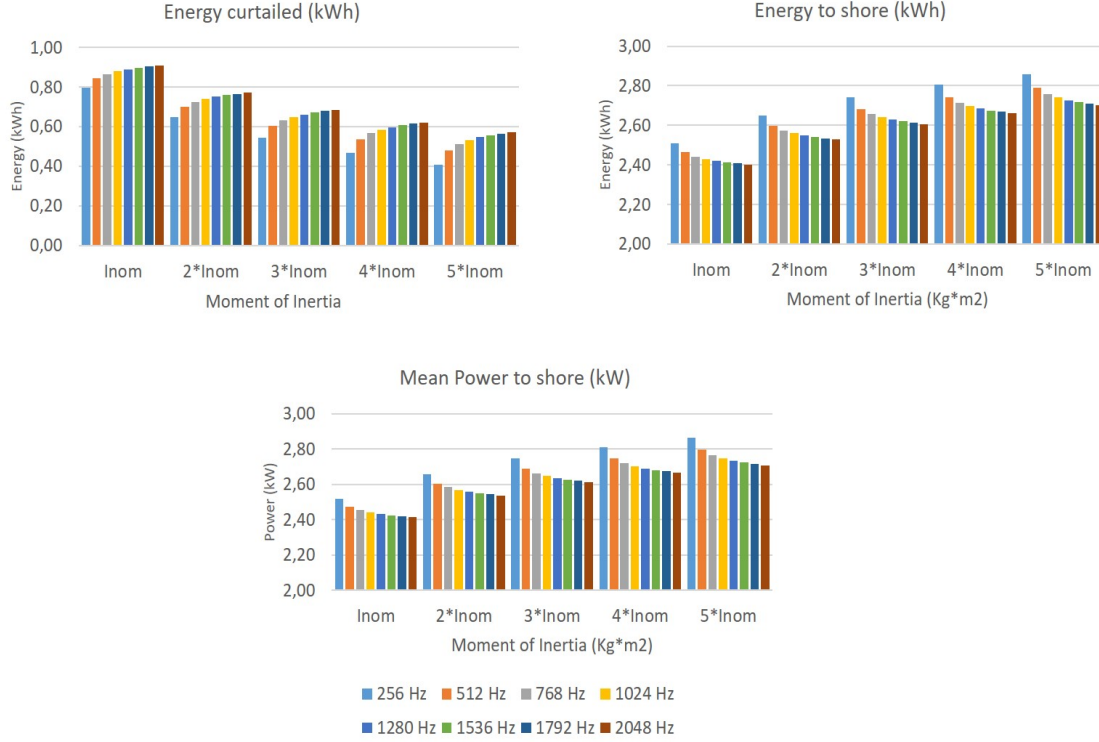 Energy curtailed (kWh)
1,00
0,80
0,60
0,40
0,20
0,00
Energy (kWh)
Inom 2*Inom 3*Inom 4*Inom 5*Inom
Moment of Inertia
Energy to shore (kWh)
3,00
2,80
2,60
2,40
2,20
2,00
Energy (kWh)
Inom 2*Inom 3*Inom 4*Inom 5*Inom
Moment of Inertia (Kg*m2)
Mean Power to shore (kW)
3,00
2,80
2,60
2,40
2,20
2,00
Power (kW)
Inom 2*Inom 3*Inom 4*Inom 5*Inom
Moment of Inertia (Kg*m2)
256 Hz 512 Hz 768 Hz 1024 Hz
1280 Hz 1536 Hz 1792 Hz 2048 Hz